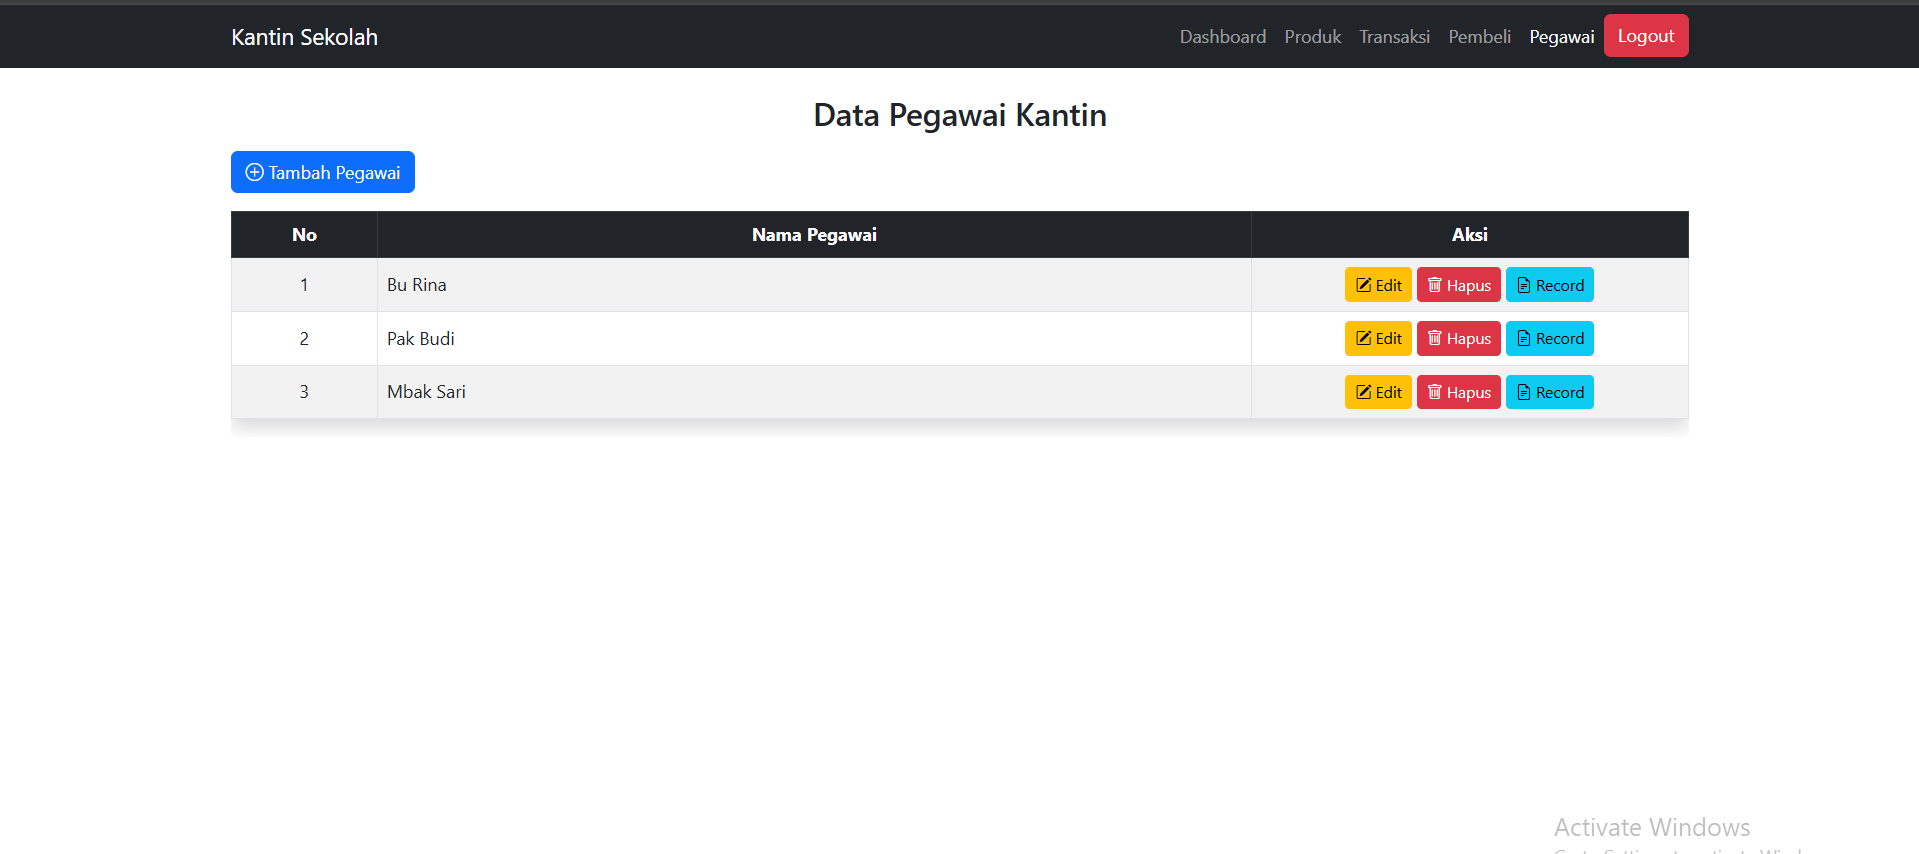 Kantin Sekolah Dashboard Produk Transaksi Pembeli Pegawai Logout
Data Pegawai Kantin
Tambah Pegawai
No Nama Pegawai Aksi
1 Bu Rina Edit Hapus Record
2 Pak Budi Edit Hapus Record
3 Mbak Sari Edit Hapus Record
Activate Windows